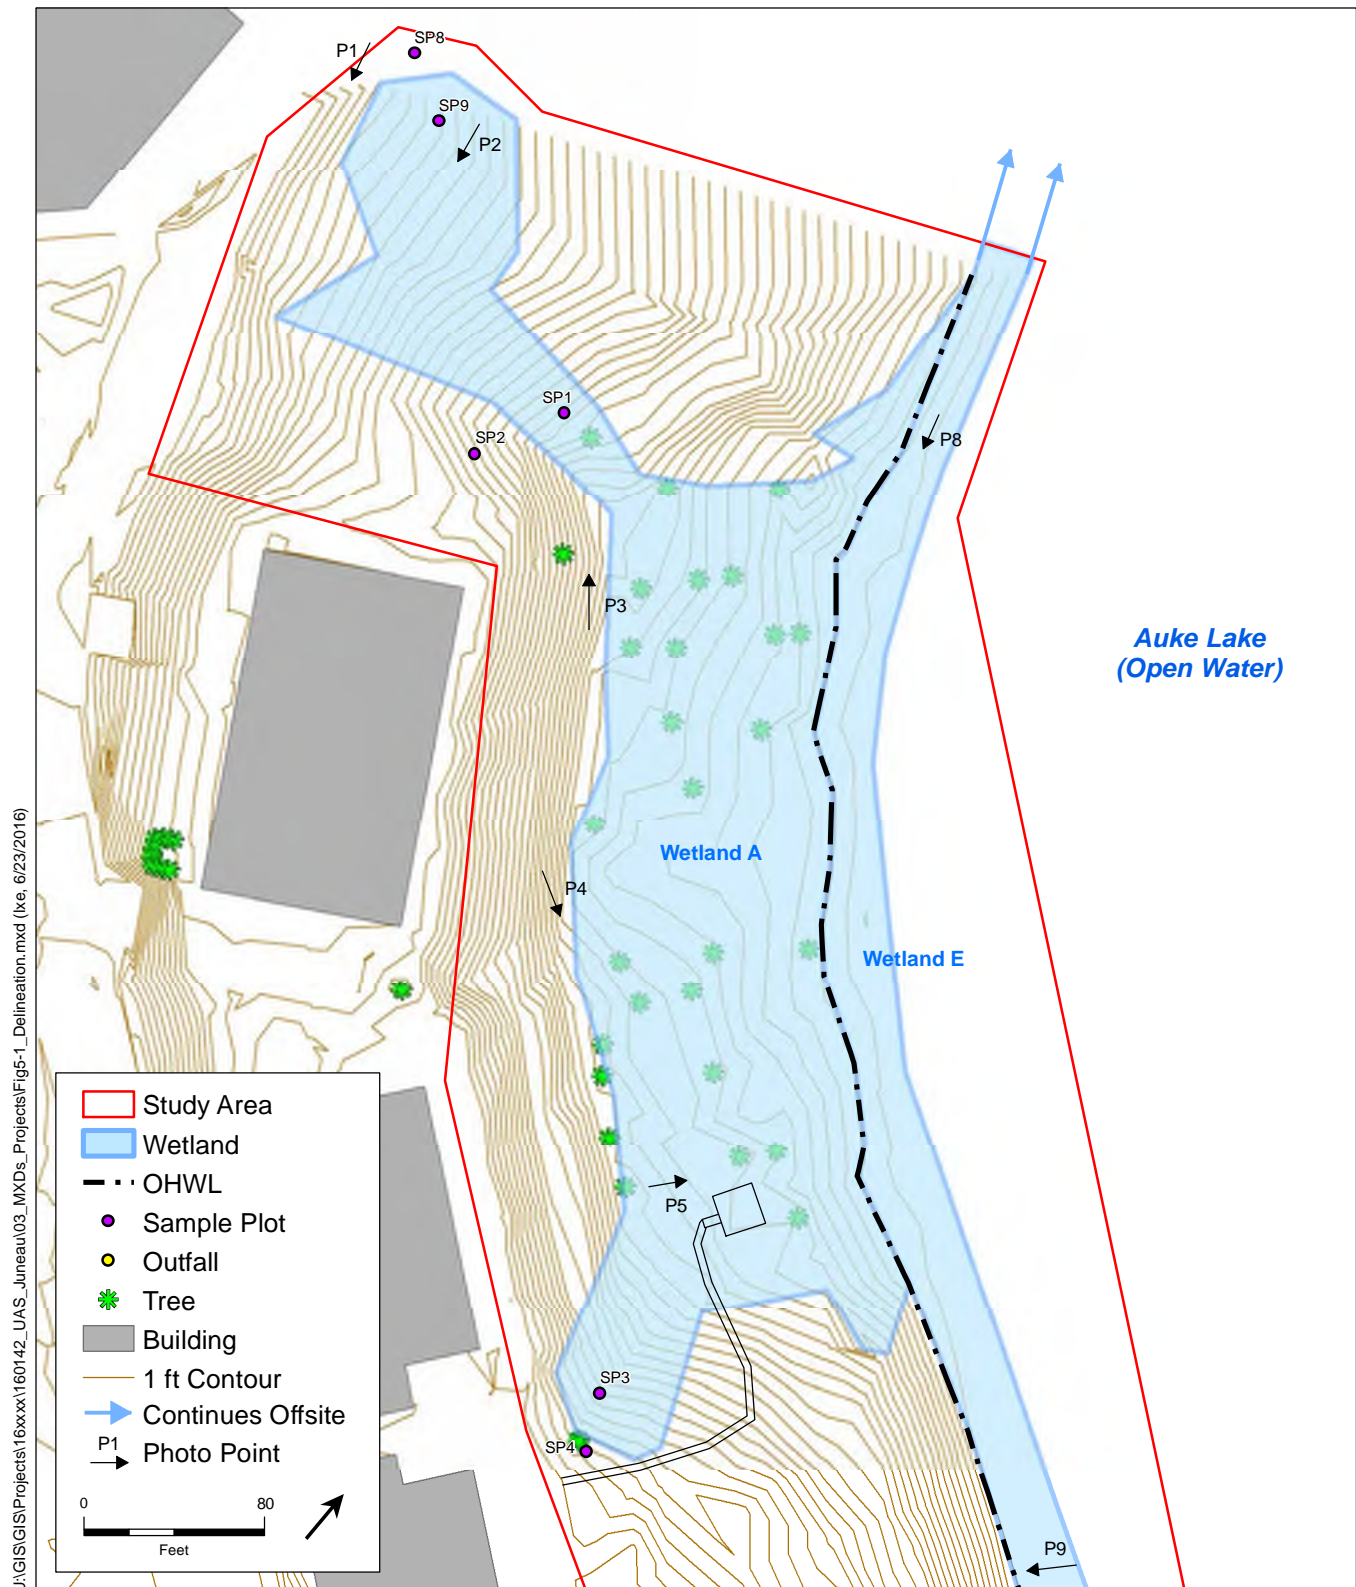 P1
SP8
SP9
P2
SP1
SP2
P8
P3
Auke Lake
(Open Water)
Wetland A
P4
Wetland E
P5
SP3
SP4
P9
Study Area
Wetland
OHWL
Sample Plot
Outfall
Tree
Building
1 ft Contour
Continues Offsite
P1
Photo Point
0 80
Feet
J:\GIS\GIS\Projects\16xxxx\160142_UAS_Juneau\03_MXDs_Projects\Fig5-1_Delineation.mxd (lxe, 6/23/2016)